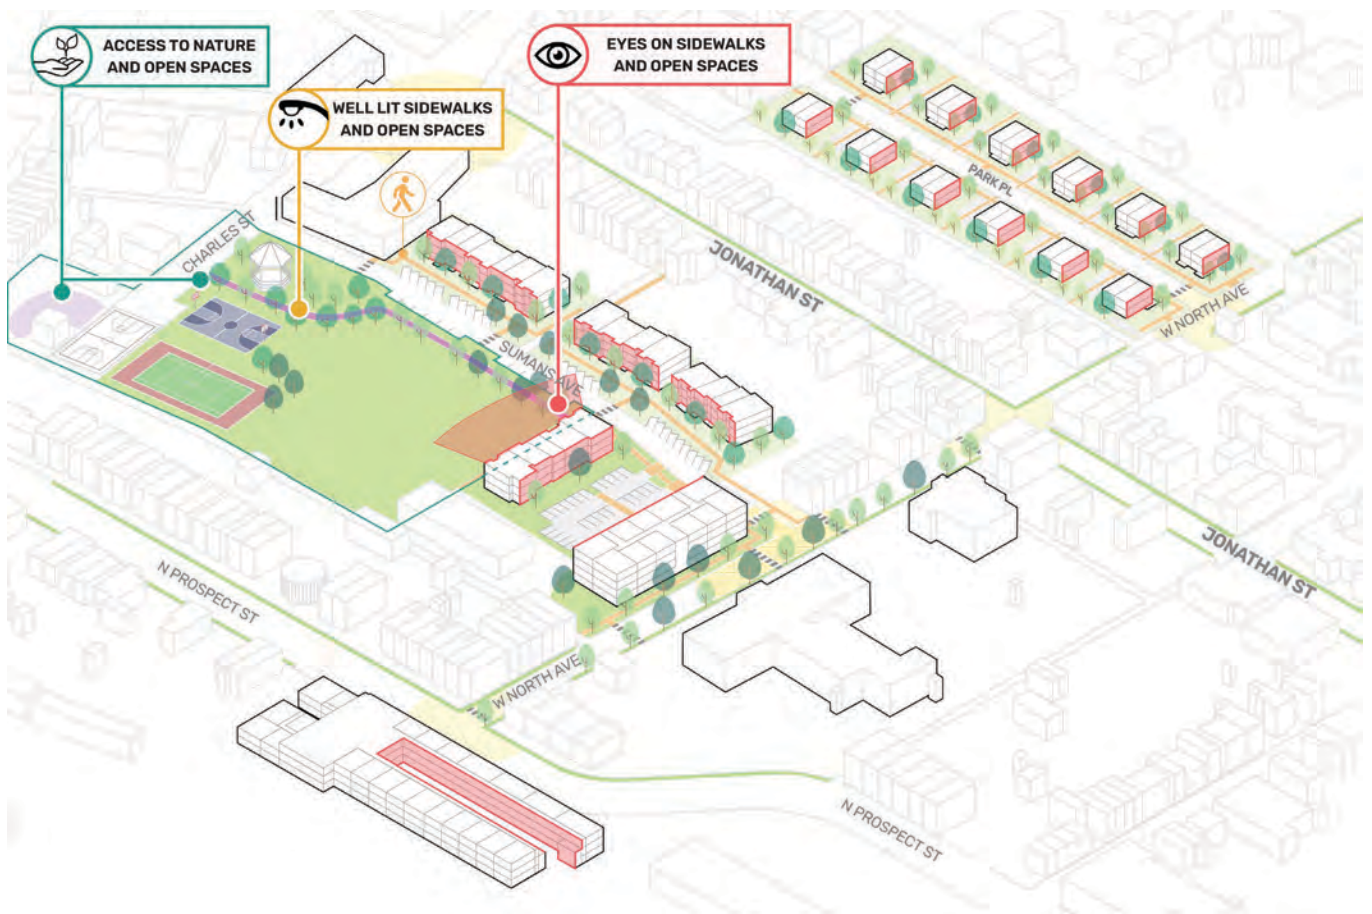 ACCESS TO NATURE
AND OPEN SPACES
EYES ON SIDEWALKS
AND OPEN SPACES
WELL LIT SIDEWALKS
AND OPEN SPACES
PARK PL
CHARLES ST
JONATHAN ST
W NORTH AVE
SUMANS AVE
JONATHAN ST
N PROSPECT ST
W NORTH AVE
N PROSPECT ST